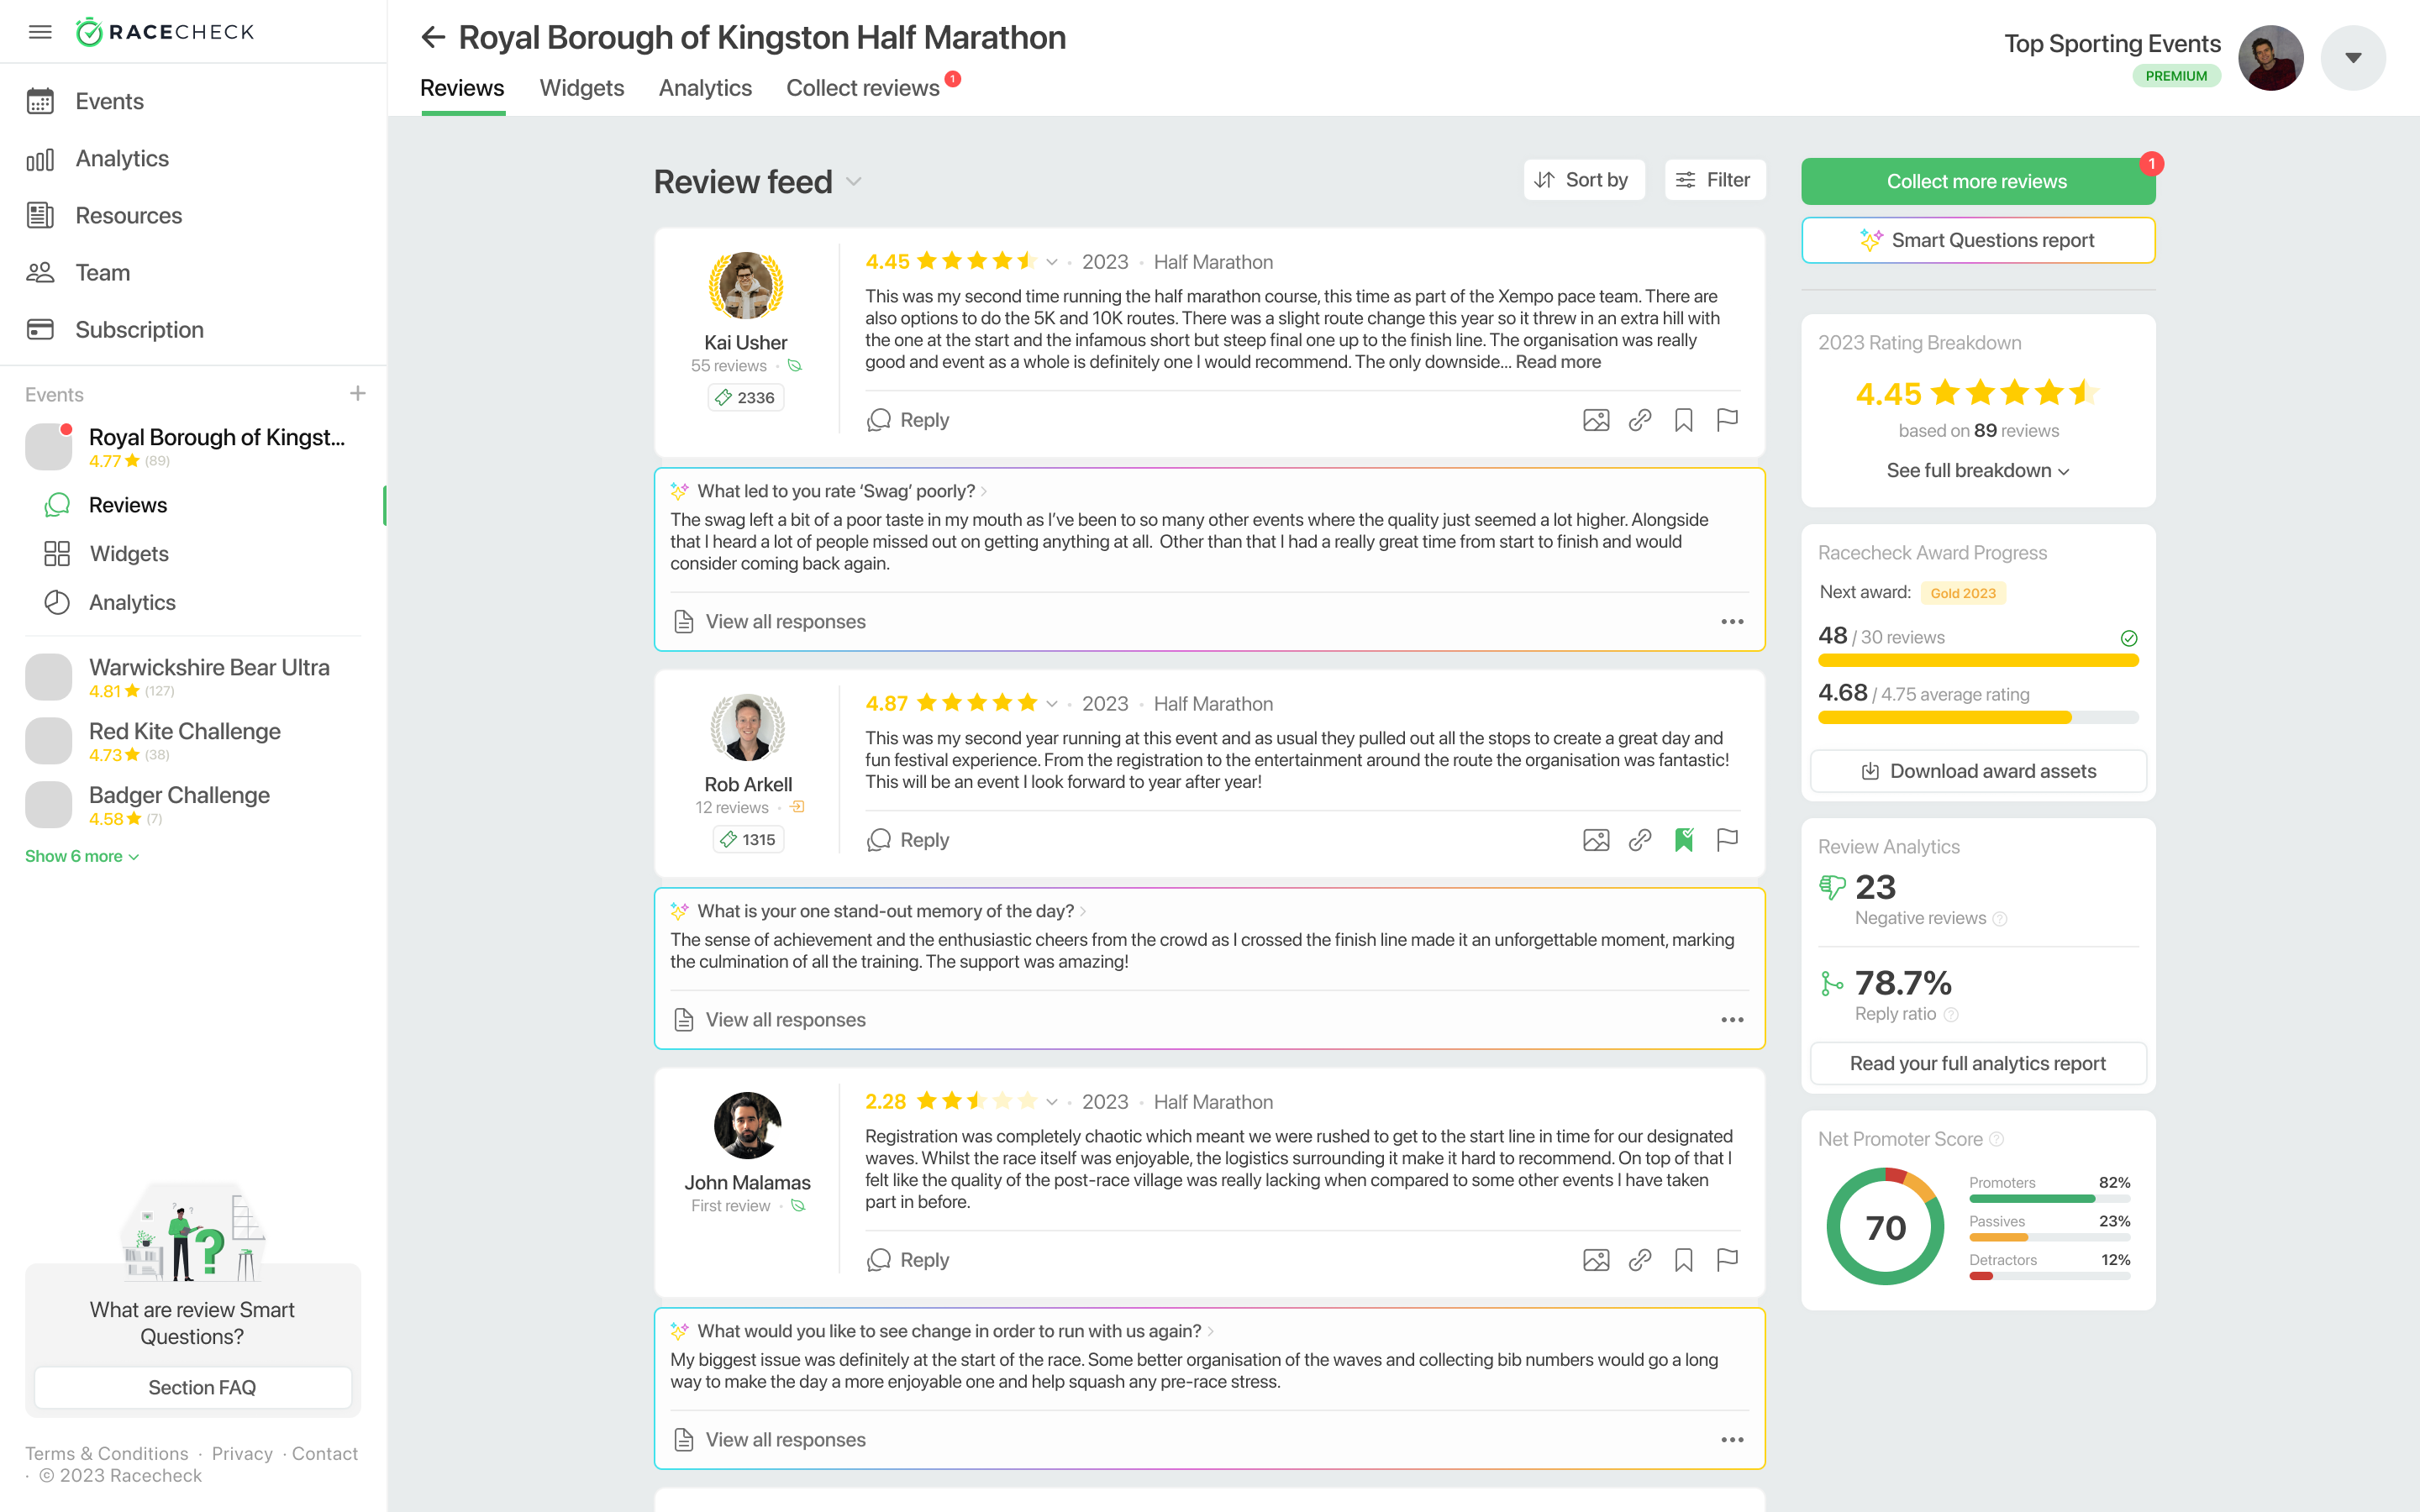 RACECHECK
Events
Analytics
Resources
Team
Subscription
Events
Royal Borough of Kingst...
4.77 (89)
Reviews
Widgets
Analytics
Warwickshire Bear Ultra
4.81 (127)
Red Kite Challenge
4.73 (38)
Badger Challenge
4.58 (7)
Show 6 more
? ?
?
What are review Smart
Questions?
Section FAQ
Terms & Conditions · Privacy · Contact
· © 2023 Racecheck
Royal Borough of Kingston Half Marathon
Reviews Widgets Analytics Collect reviews 1
Top Sporting Events
PREMIUM
Review feed
Sort by
Filter
Kai Usher
55 reviews ·
2336
4.45 · 2023 · Half Marathon
This was my second time running the half marathon course, this time as part of the Xempo pace team. There are
also options to do the 5K and 10K routes. There was a slight route change this year so it threw in an extra hill with
the one at the start and the infamous short but steep final one up to the finish line. The organisation was really
good and event as a whole is definitely one I would recommend. The only downside... Read more
Reply
What led to you rate ‘Swag’ poorly?
The swag left a bit of a poor taste in my mouth as I’ve been to so many other events where the quality just seemed a lot higher. Alongside
that I heard a lot of people missed out on getting anything at all. Other than that I had a really great time from start to finish and would
consider coming back again.
View all responses
Rob Arkell
12 reviews ·
1315
4.87 · 2023 · Half Marathon
This was my second year running at this event and as usual they pulled out all the stops to create a great day and
fun festival experience. From the registration to the entertainment around the route the organisation was fantastic!
This will be an event I look forward to year after year!
Reply
What is your one stand-out memory of the day?
The sense of achievement and the enthusiastic cheers from the crowd as I crossed the finish line made it an unforgettable moment, marking
the culmination of all the training. The support was amazing!
View all responses
John Malamas
First review ·
2.28 · 2023 · Half Marathon
Registration was completely chaotic which meant we were rushed to get to the start line in time for our designated
waves. Whilst the race itself was enjoyable, the logistics surrounding it make it hard to recommend. On top of that I
felt like the quality of the post-race village was really lacking when compared to some other events I have taken
part in before.
Reply
What would you like to see change in order to run with us again?
My biggest issue was definitely at the start of the race. Some better organisation of the waves and collecting bib numbers would go a long
way to make the day a more enjoyable one and help squash any pre-race stress.
View all responses
Collect more reviews
1
Smart Questions report
2023 Rating Breakdown
4.45
based on 89 reviews
See full breakdown
Racecheck Award Progress
Next award: Gold 2023
48 / 30 reviews
4.68 / 4.75 average rating
Download award assets
Review Analytics
23
Negative reviews ?
78.7%
Reply ratio ?
Read your full analytics report
Net Promoter Score ?
70
Promoters 82%
Passives 23%
Detractors 12%